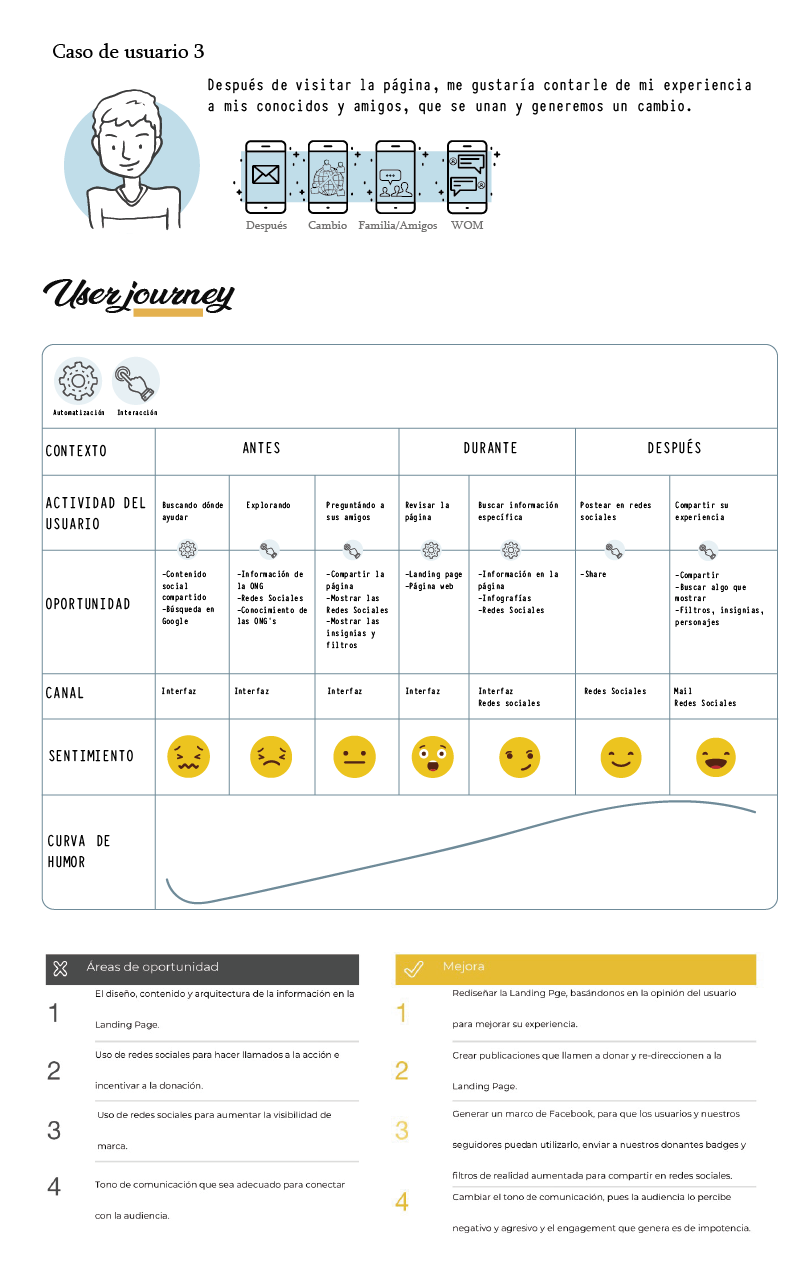 Caso de usuario 3
Después de visitar la página, me gustaría contarle de mi experiencia
a mis conocidos y amigos, que se unan y generemos un cambio.
Después
Cambio
Familia/Amigos
WOM
User journey
Automatización
Interacción
CONTEXTO
ANTES
DURANTE
DESPUÉS
ACTIVIDAD DEL
USUARIO
Buscando dónde
ayudar
Explorando
Preguntándo a
sus amigos
Revisar la
página
Buscar información
específica
Postear en redes
sociales
Compartir su
experiencia
OPORTUNIDAD
-Contenido
social
compartido
-Búsqueda en
Google
-Información de
la ONG
-Redes Sociales
-Conocimiento de
las ONG's
-Compartir la
página
-Mostrar las
Redes Sociales
-Mostrar las
insignias y
filtros
-Landing page
-Página web
-Información en la
página
-Infografías
-Redes Sociales
-Share
-Compartir
-Buscar algo que
mostrar
-Filtros, insignias,
personajes
CANAL
Interfaz
Interfaz
Interfaz
Interfaz
Interfaz
Redes sociales
Redes Sociales
Mail
Redes Sociales
SENTIMIENTO
CURVA DE
HUMOR
Áreas de oportunidad
1
El diseño, contenido y arquitectura de la información en la
Landing Page.
2
Uso de redes sociales para hacer llamados a la acción e
incentivar a la donación.
3
Uso de redes sociales para aumentar la visibilidad de
marca.
4
Tono de comunicación que sea adecuado para conectar
con la audiencia.
Mejora
1
Rediseñar la Landing Pge, basándonos en la opinión del usuario
para mejorar su experiencia.
2
Crear publicaciones que llamen a donar y re-direccionen a la
Landing Page.
3
Generar un marco de Facebook, para que los usuarios y nuestros
seguidores puedan utilizarlo, enviar a nuestros donantes badges y
filtros de realidad aumentada para compartir en redes sociales.
4
Cambiar el tono de comunicación, pues la audiencia lo percibe
negativo y agresivo y el engagement que genera es de impotencia.